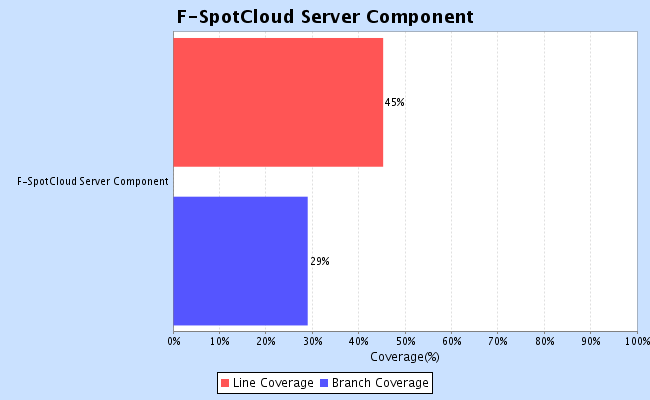 F-SpotCloud Server Component
45%
F-SpotCloud Server Component
29%
0% 10% 20% 30% 40% 50% 60% 70% 80% 90% 100%
Coverage(%)
Line Coverage Branch Coverage